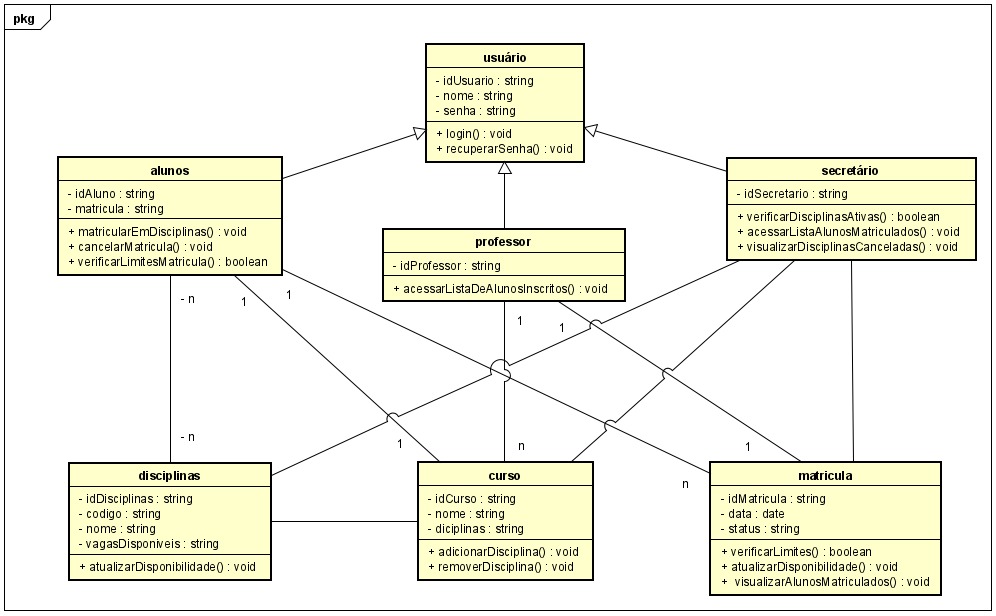 pkg
usuário
- idUsuario : string
- nome : string
- senha : string
+ login() : void
+ recuperarSenha() : void
alunos
- idAluno : string
- matricula : string
+ matricularEmDisciplinas() : void
+ cancelarMatricula() : void
+ verificarLimitesMatricula() : boolean
professor
- idProfessor : string
+ acessarListaDeAlunosInscritos() : void
secretário
- idSecretario : string
+ verificarDisciplinasAtivas() : boolean
+ acessarListaAlunosMatriculados() : void
+ visualizarDisciplinasCanceladas() : void
- n
1
1
1
1
- n
1
n
1
n
disciplinas
- idDisciplinas : string
- codigo : string
- nome : string
- vagasDisponiveis : string
+ atualizarDisponibilidade() : void
curso
- idCurso : string
- nome : string
- diciplinas : string
+ adicionarDisciplina() : void
+ removerDisciplina() : void
matricula
- idMatricula : string
- data : date
- status : string
+ verificarLimites() : boolean
+ atualizarDisponibilidade() : void
+ visualizarAlunosMatriculados() : void